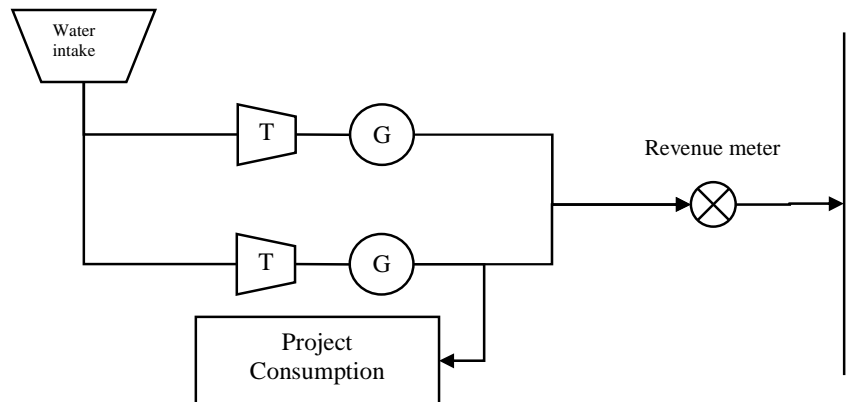 Water
intake
T
G
Revenue meter
T
G
Project
Consumption